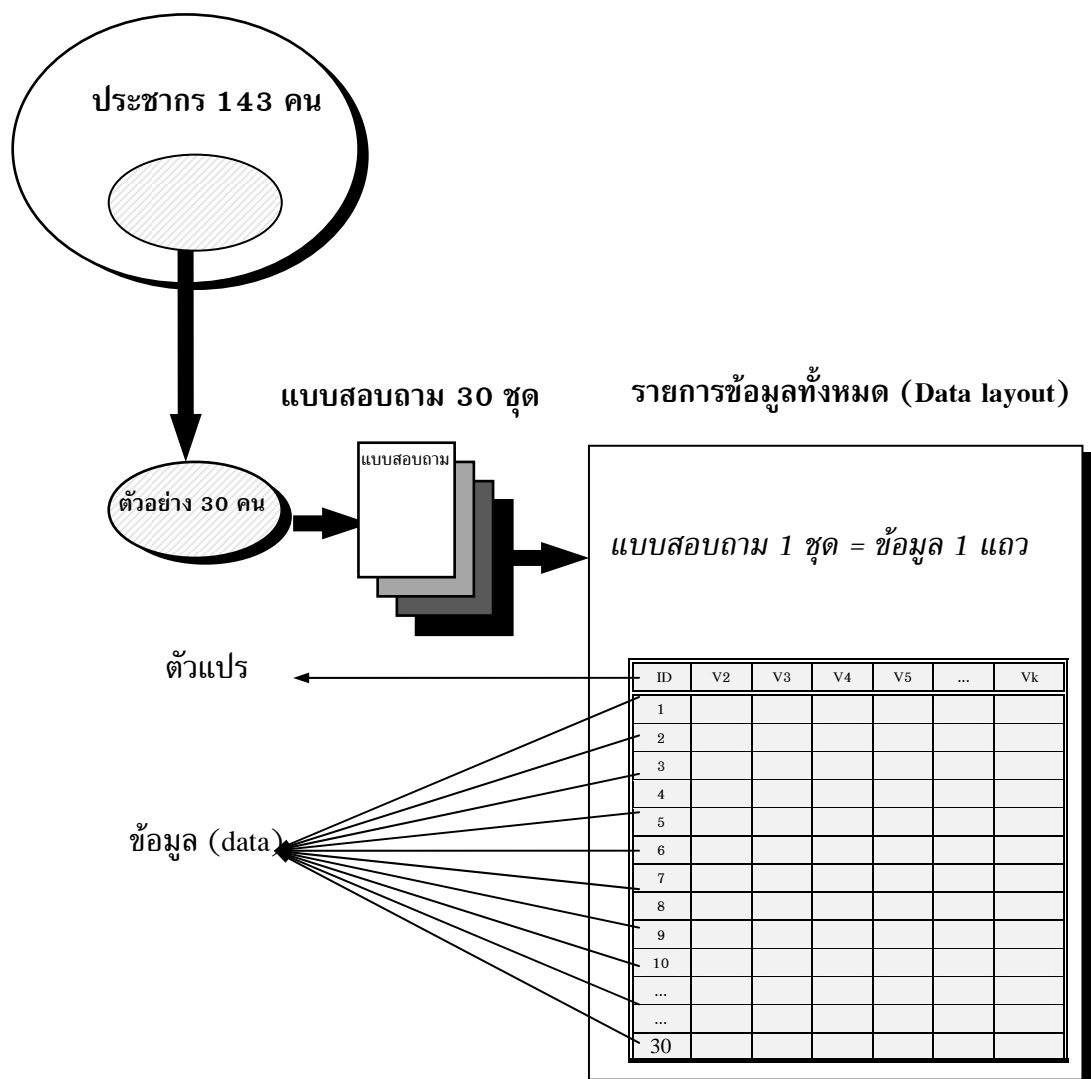 ประชากร 143 คน
แบบสอบถาม 30 ชุด
รายการข้อมูลทั้งหมด (Data layout)
แบบสอบถาม
ตัวอย่าง 30 คน
แบบสอบถาม 1 ชุด = ข้อมูล 1 แถว
ตัวแปร
ID V2 V3 V4 V5 ... Vk
1
2
3
4
5
ข้อมูล (data)
6
7
8
9
10
...
...
30